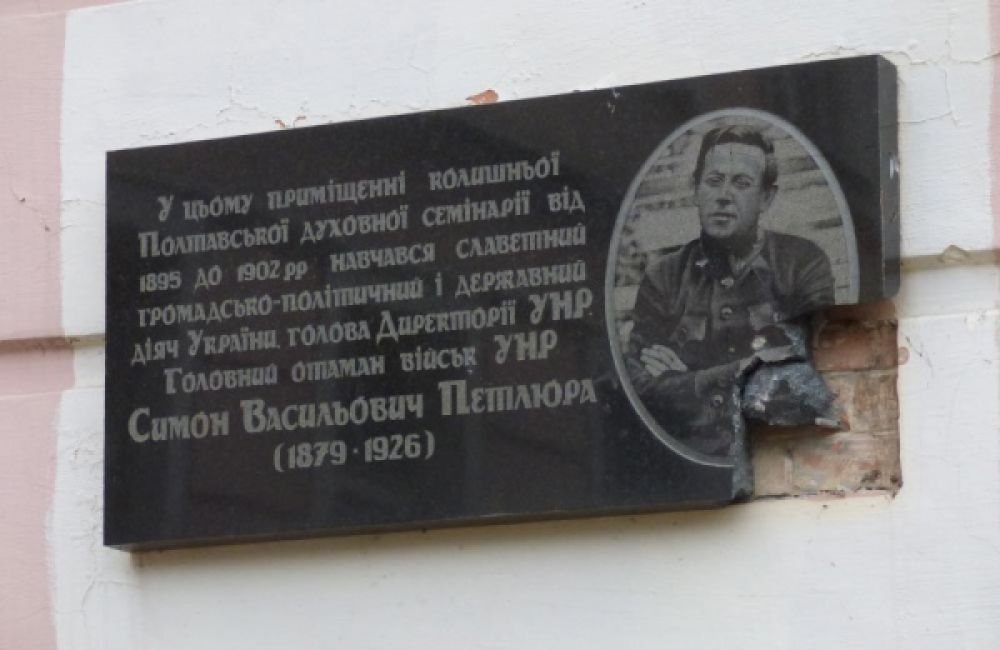 У цьому приміщенні колишньої
Полтавської духовної семінарії від
1895 до 1902 рр навчався славетний
громадсько-політичний і державний
діяч України, голова Директорії УНР
Головний отаман військ УНР
Симон Васильович Петлюра
(1879 - 1926)